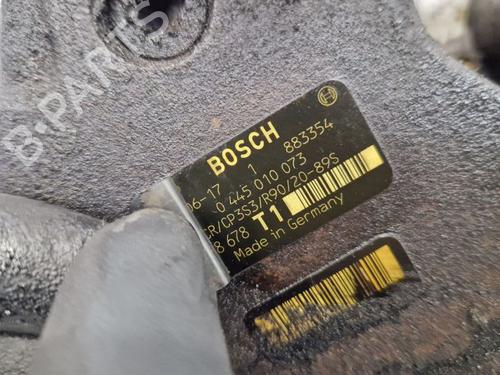 B-PARTS
BOSCH
06-17 1 883354
0 445 010 073
CR/CP3S3/R90/20-89S
8 678 T1
Made in Germany